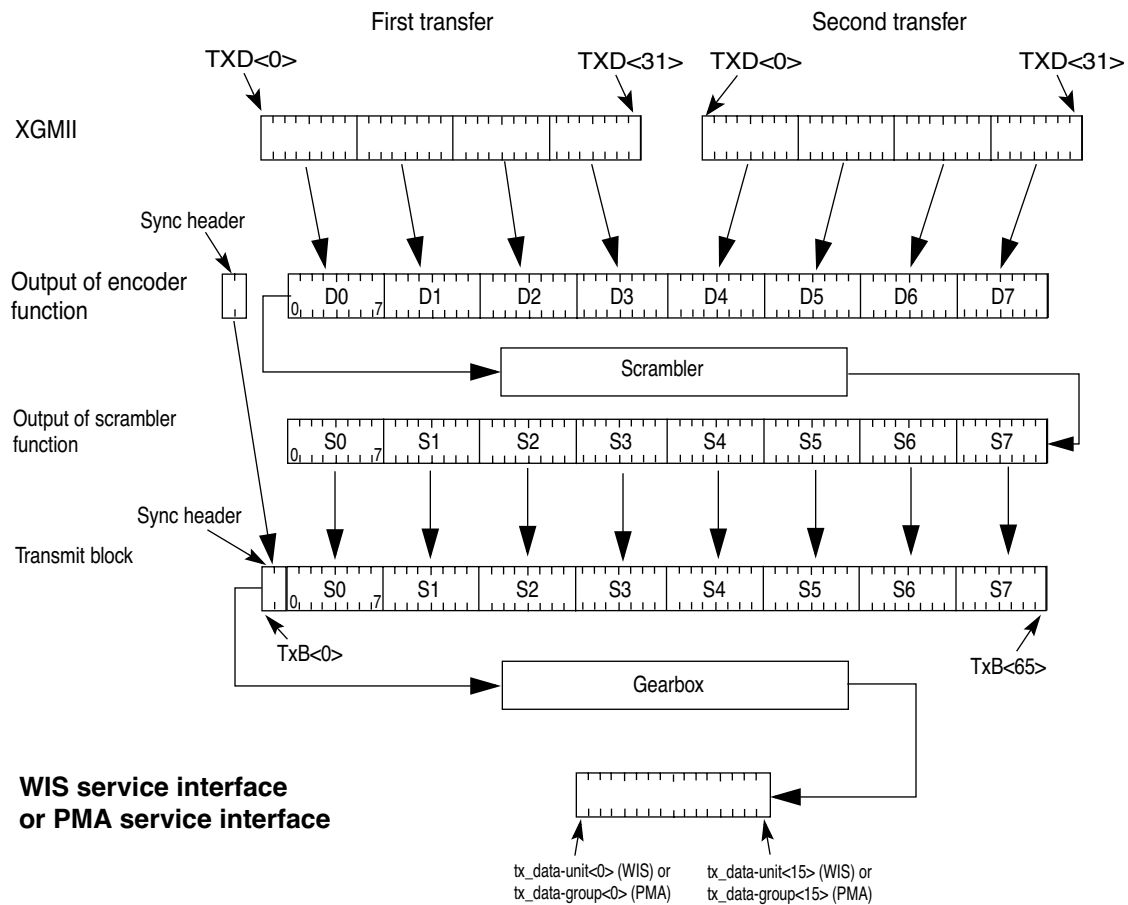 First transfer
Second transfer
TXD<0>
TXD<31>
TXD<0>
TXD<31>
XGMII
Sync header
Output of encoder
function
D0
D1
D2
D3
D4
D5
D6
D7
0
7
Scrambler
Output of scrambler
function
S0
S1
S2
S3
S4
S5
S6
S7
0
7
Sync header
Transmit block
S0
S1
S2
S3
S4
S5
S6
S7
0
7
TxB<0>
TxB<65>
Gearbox
WIS service interface
or PMA service interface
tx_data-unit<0> (WIS) or
tx_data-group<0> (PMA)
tx_data-unit<15> (WIS) or
tx_data-group<15> (PMA)